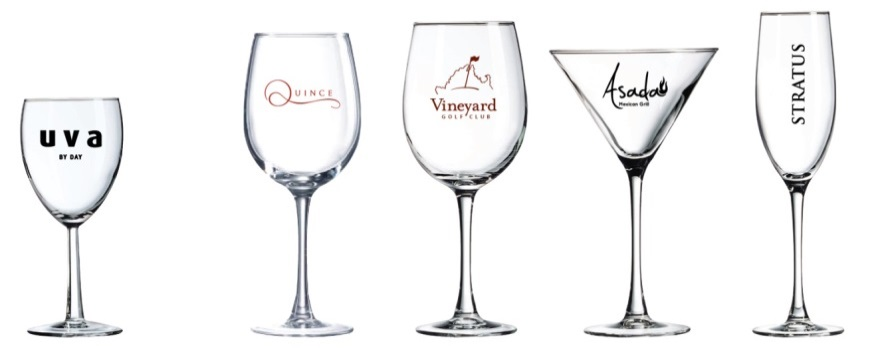 uva
BY DAY
QUINCE
Vineyard
GOLF CLUB
Asada
Mexican Grill
STRATUS